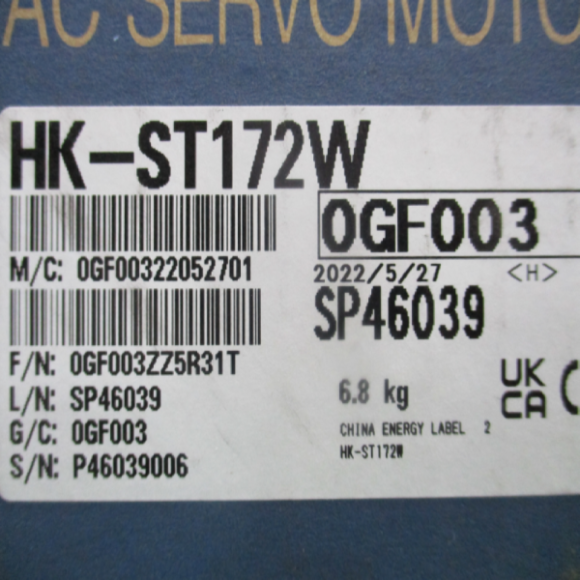 AC SERVO MOTO
HK-ST172W
0GF003
M/C: 0GF00322052701
2022/5/27 <H>
SP46039
F/N: 0GF003ZZ5R31T
L/N: SP46039
G/C: 0GF003
S/N: P46039006
6.8 kg
UK
CA
CHINA ENERGY LABEL 2
HK-ST172W